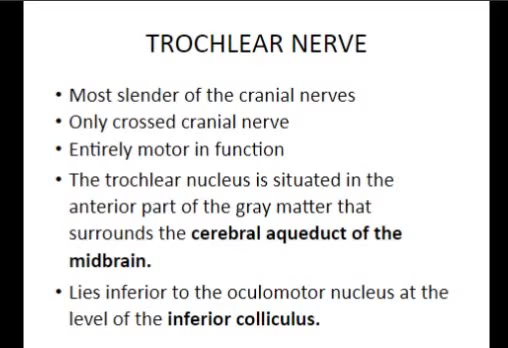 TROCHLEAR NERVE
• Most slender of the cranial nerves
• Only crossed cranial nerve
• Entirely motor in function
• The trochlear nucleus is situated in the
anterior part of the gray matter that
surrounds the cerebral aqueduct of the
midbrain.
• Lies inferior to the oculomotor nucleus at the
level of the inferior colliculus.